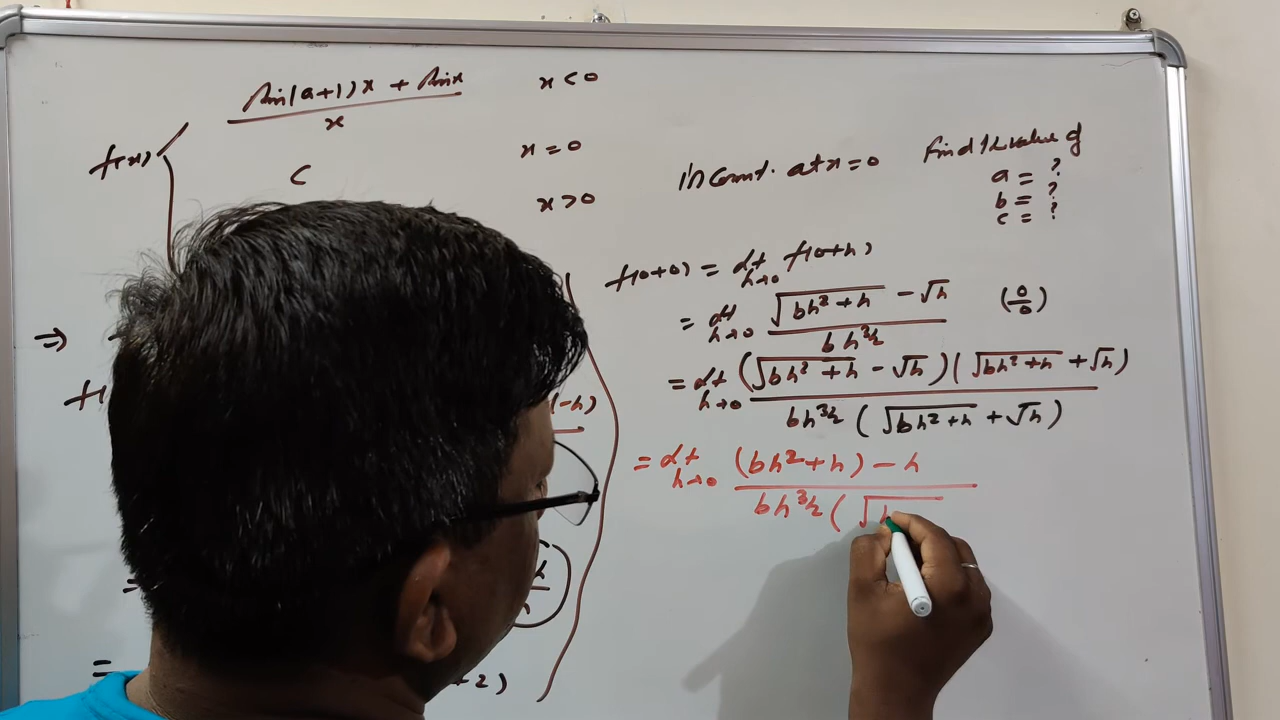 sin(a+1)x + sinx x<0
x
f(x)
C x=0
x>0
is cont. at x=0 Find the value of
a = ?
b = ?
c = ?
⇒
f(
(-h)
=
=
+2)
f(0+0) = Lt f(0+h)
h→0
= Lt √bh²+h - √h (0/0)
h→0 bh^3/2
= Lt (√bh²+h - √h)(√bh²+h + √h)
h→0 bh^3/2 (√bh²+h + √h)
= Lt (bh²+h) - h
h→0 bh^3/2 (√